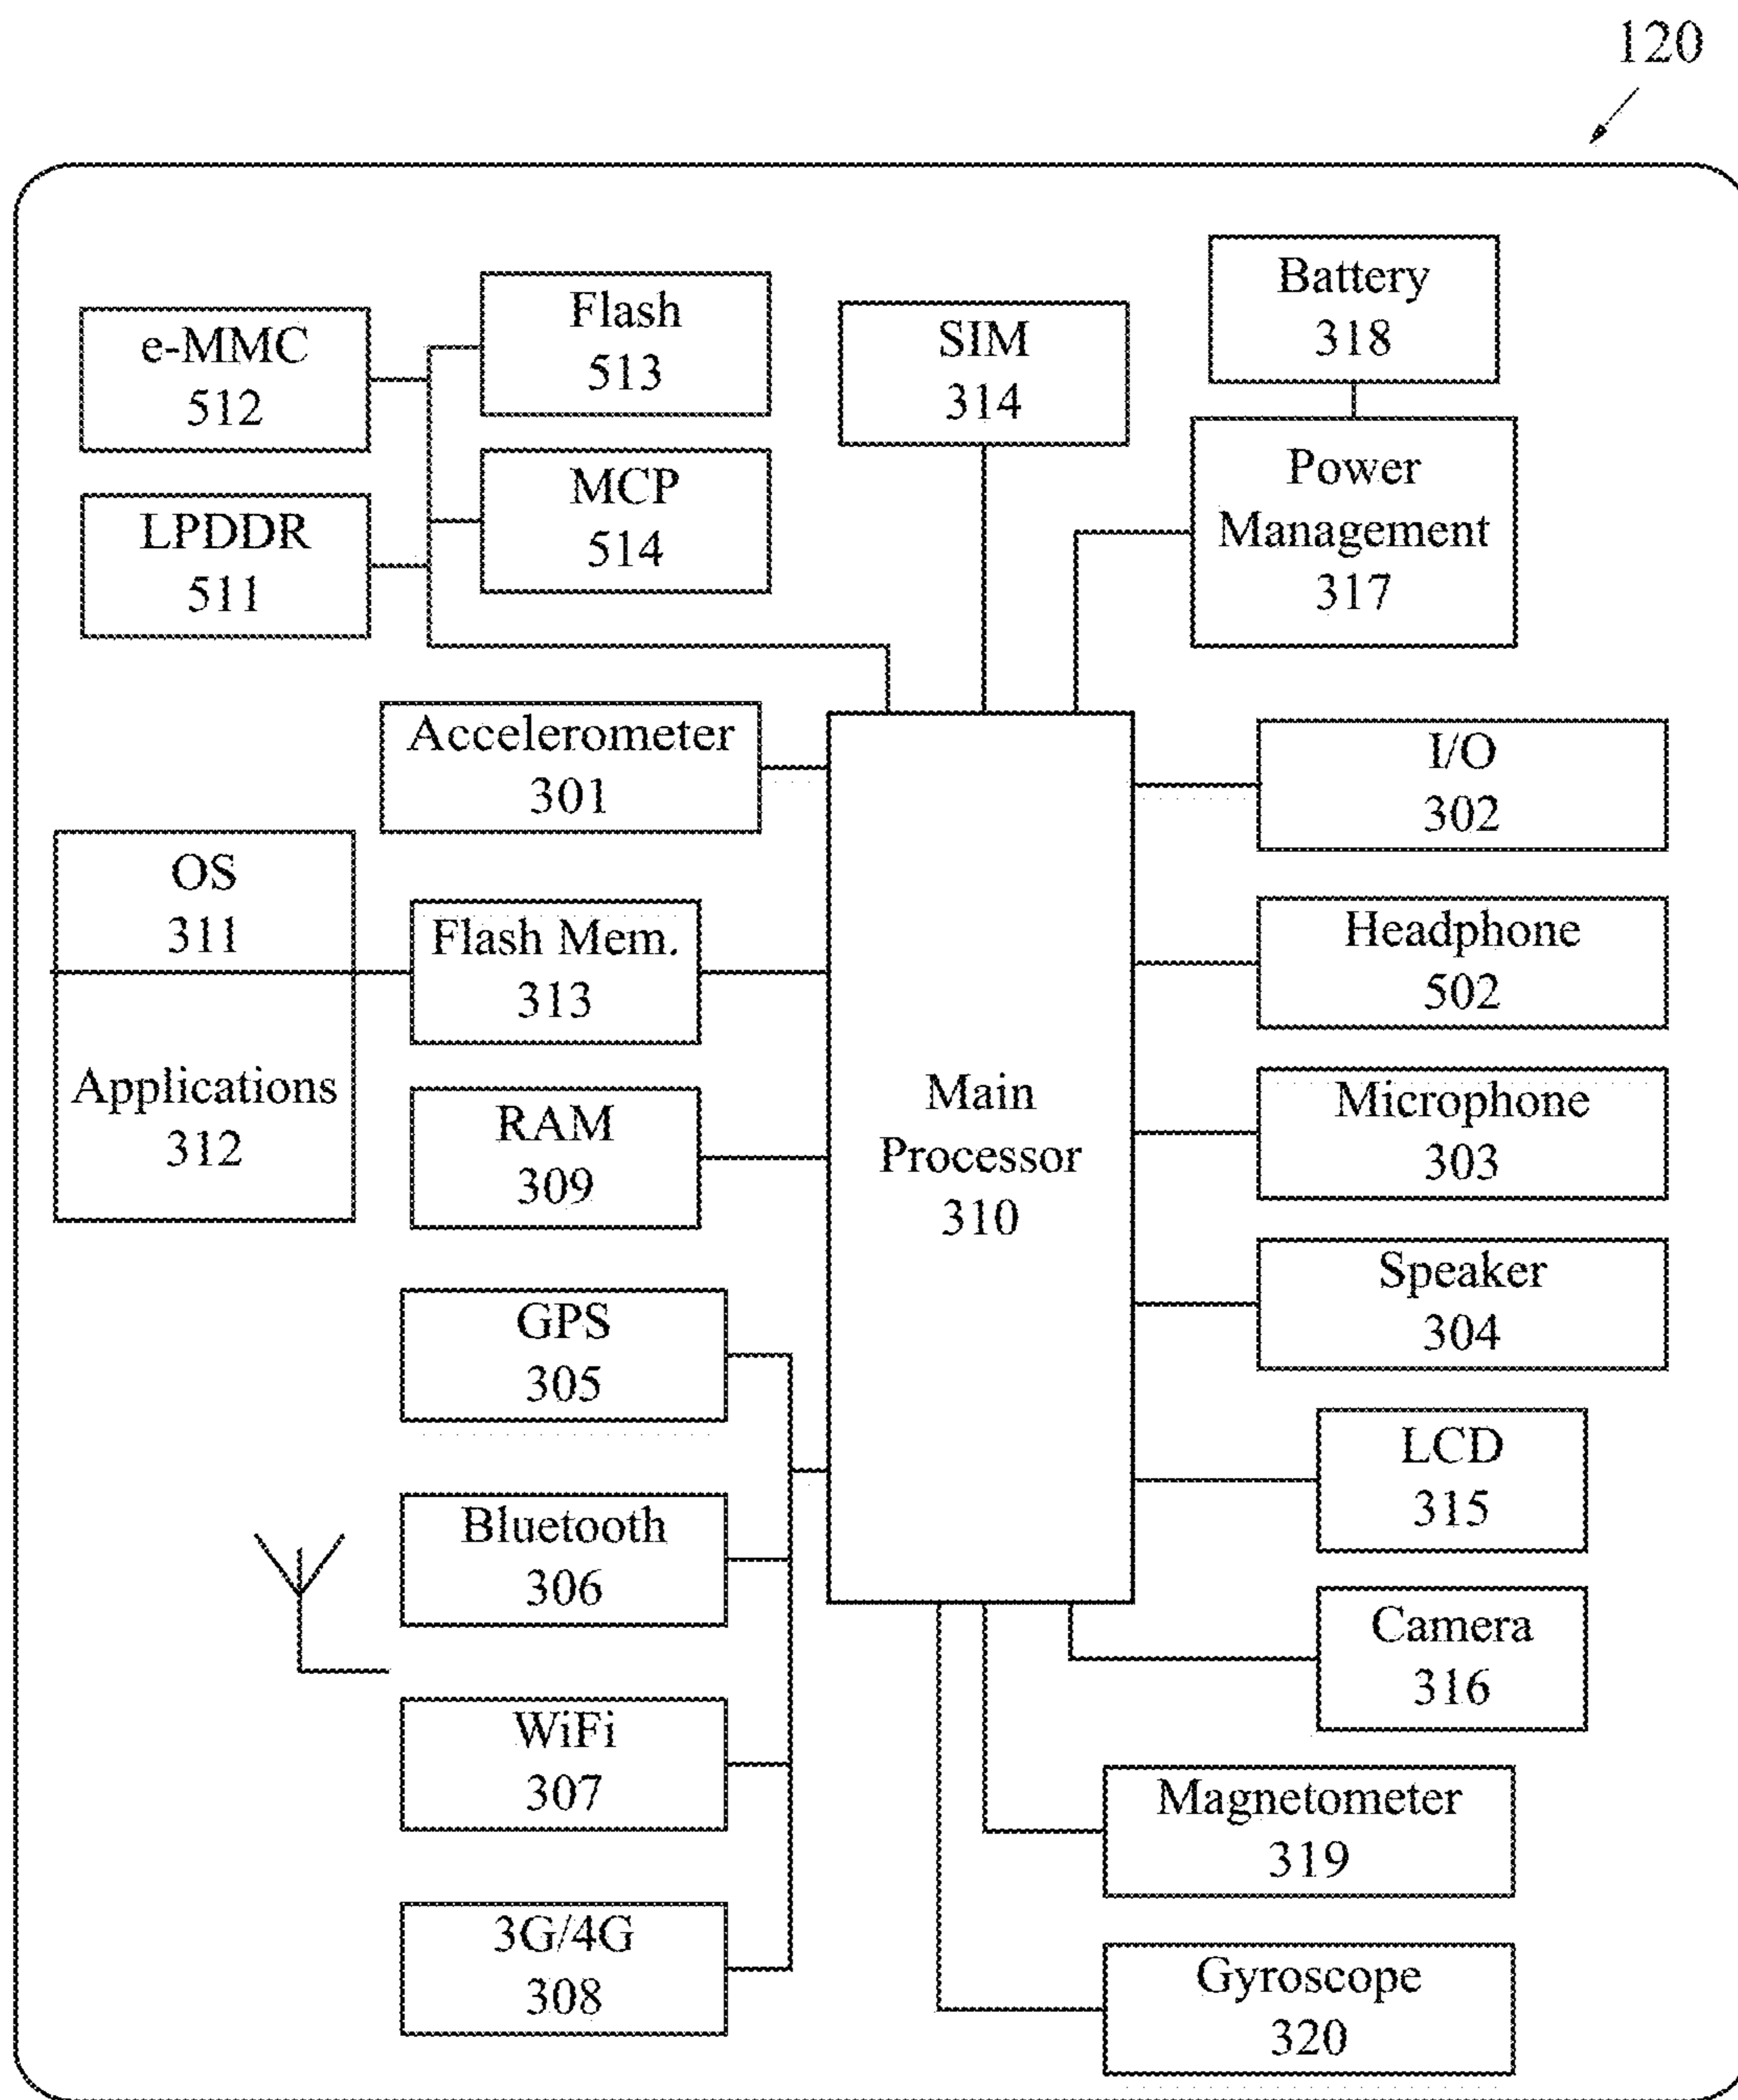 120
Battery
318
Flash
513
SIM
314
e-MMC
512
Power
Management
317
MCP
514
LPDDR
511
Accelerometer
301
I/O
302
OS
311
Flash Mem.
313
Headphone
502
Applications
312
RAM
309
Main
Processor
310
Microphone
303
Speaker
304
GPS
305
LCD
315
Bluetooth
306
Camera
316
WiFi
307
Magnetometer
319
3G/4G
308
Gyroscope
320